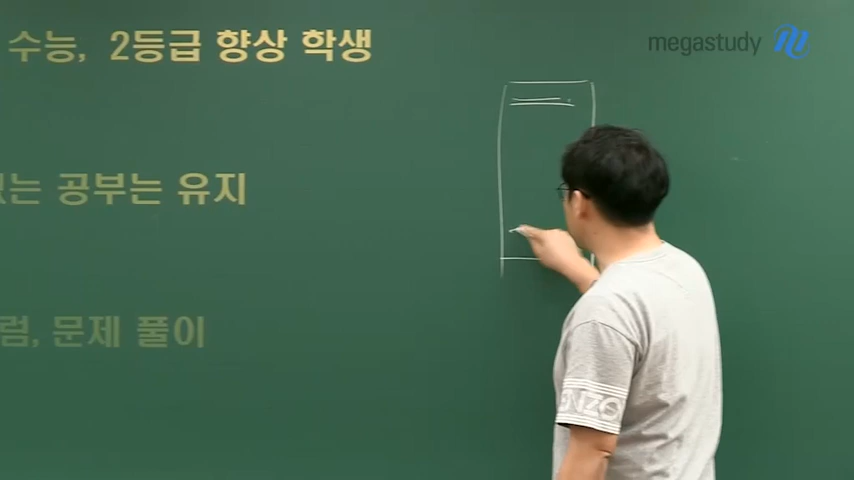 수능, 2등급 향상 학생
megastudy
있는 공부는 유지
럼, 문제 풀이